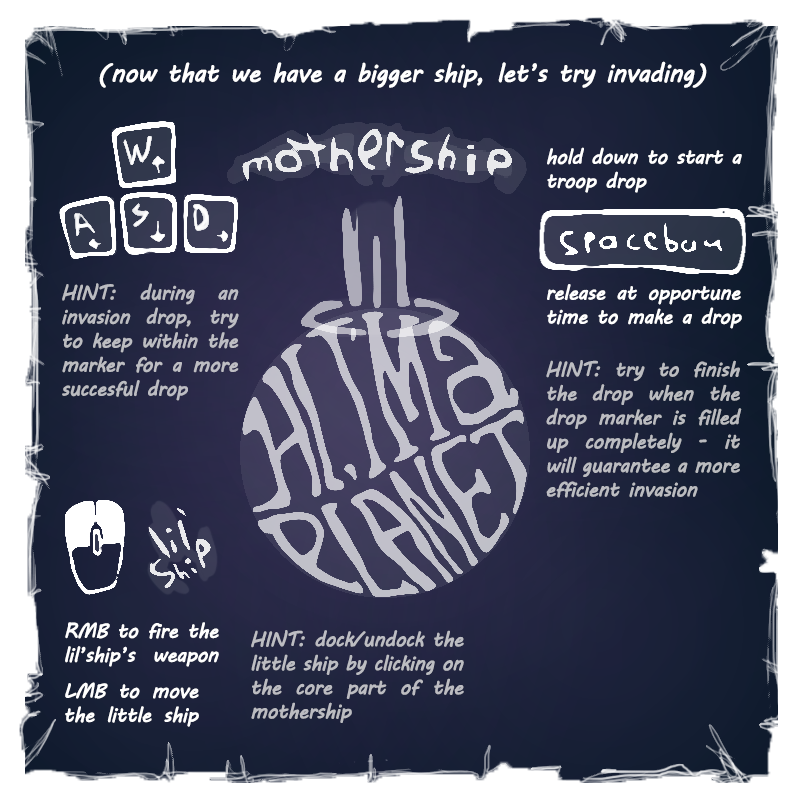 (now that we have a bigger ship, let's try invading)
W
A
S
D
mothership
hold down to start a
troop drop
spacebun
release at opportune
time to make a drop
HINT: during an
invasion drop, try
to keep within the
marker for a more
succesful drop
HINT: try to finish
the drop when the
drop marker is filled
up completely - it
will guarantee a more
efficient invasion
HI, I'Ma
PLANET
lil'
ship
RMB to fire the
lil'ship's weapon
LMB to move
the little ship
HINT: dock/undock the
little ship by clicking on
the core part of the
mothership